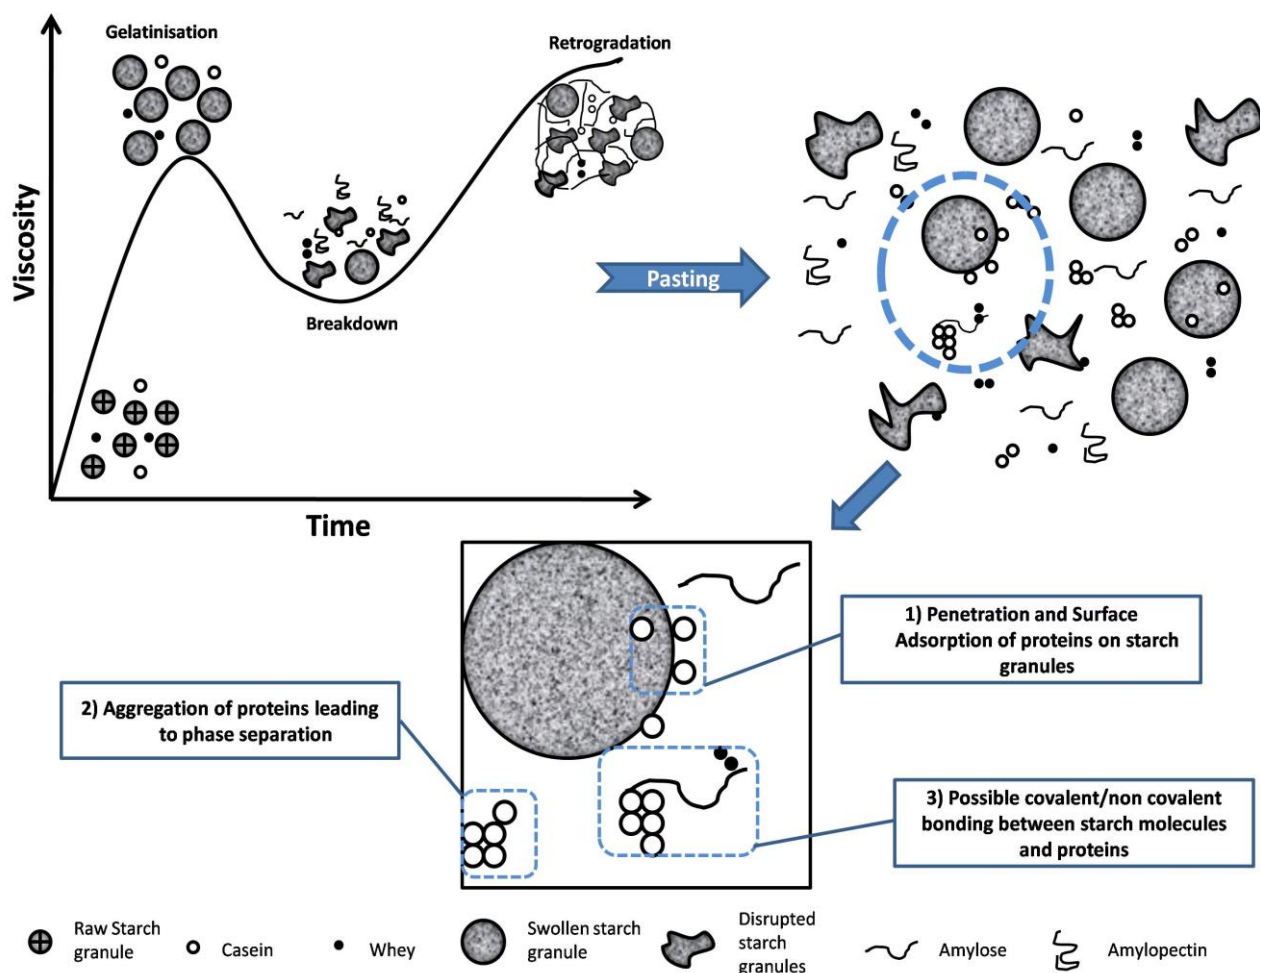 Gelatinisation
Retrogradation
Viscosity
Breakdown
Time
Pasting
1) Penetration and Surface
Adsorption of proteins on starch
granules
2) Aggregation of proteins leading
to phase separation
3) Possible covalent/non covalent
bonding between starch molecules
and proteins
Raw Starch
granule
Casein
Whey
Swollen starch
granule
Disrupted
starch
granules
Amylose
Amylopectin